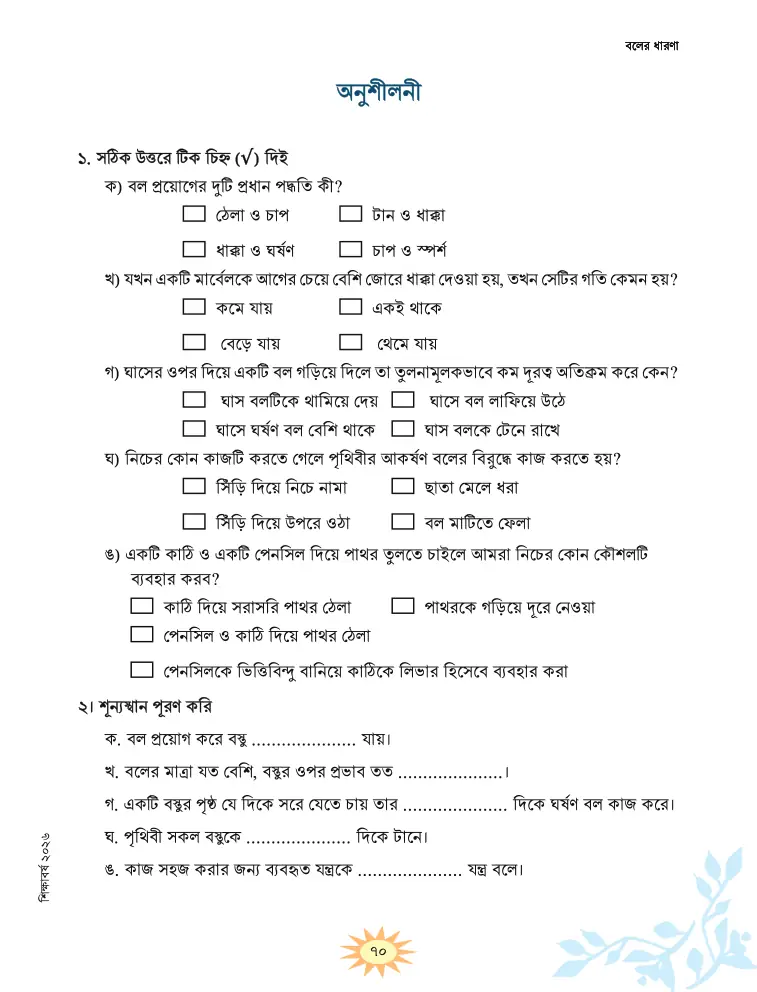 বলের ধারণা
অনুশীলনী
১. সঠিক উত্তরে টিক চিহ্ন (√) দিই
ক) বল প্রয়োগের দুটি প্রধান পদ্ধতি কী?
ঠেলা ও চাপ টান ও ধাক্কা
ধাক্কা ও ঘর্ষণ চাপ ও স্পর্শ
খ) যখন একটি মার্বেলকে আগের চেয়ে বেশি জোরে ধাক্কা দেওয়া হয়, তখন সেটির গতি কেমন হয়?
কমে যায় একই থাকে
বেড়ে যায় থেমে যায়
গ) ঘাসের ওপর দিয়ে একটি বল গড়িয়ে দিলে তা তুলনামূলকভাবে কম দূরত্ব অতিক্রম করে কেন?
ঘাস বলটিকে থামিয়ে দেয় ঘাসে বল লাফিয়ে উঠে
ঘাসে ঘর্ষণ বল বেশি থাকে ঘাস বলকে টেনে রাখে
ঘ) নিচের কোন কাজটি করতে গেলে পৃথিবীর আকর্ষণ বলের বিরুদ্ধে কাজ করতে হয়?
সিঁড়ি দিয়ে নিচে নামা ছাতা মেলে ধরা
সিঁড়ি দিয়ে উপরে ওঠা বল মাটিতে ফেলা
ঙ) একটি কাঠি ও একটি পেনসিল দিয়ে পাথর তুলতে চাইলে আমরা নিচের কোন কৌশলটি
ব্যবহার করব?
কাঠি দিয়ে সরাসরি পাথর ঠেলা পাথরকে গড়িয়ে দূরে নেওয়া
পেনসিল ও কাঠি দিয়ে পাথর ঠেলা
পেনসিলকে ভিত্তিবিন্দু বানিয়ে কাঠিকে লিভার হিসেবে ব্যবহার করা
২। শূন্যস্থান পূরণ করি
ক. বল প্রয়োগ করে বস্তু ..................... যায়।
খ. বলের মাত্রা যত বেশি, বস্তুর ওপর প্রভাব তত .....................।
গ. একটি বস্তুর পৃষ্ঠ যে দিকে সরে যেতে চায় তার ..................... দিকে ঘর্ষণ বল কাজ করে।
ঘ. পৃথিবী সকল বস্তুকে ..................... দিকে টানে।
ঙ. কাজ সহজ করার জন্য ব্যবহৃত যন্ত্রকে ..................... যন্ত্র বলে।
শিক্ষাবর্ষ ২০২৬
৭০